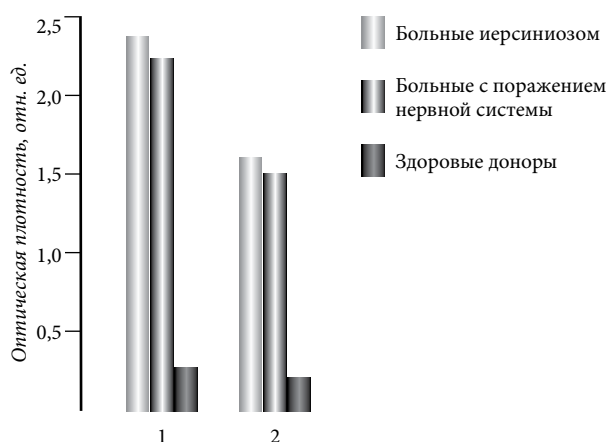 Оптическая плотность, отн. ед.
2,5
2,0
1,5
1,0
0,5
1
2
Больные иерсиниозом
Больные с поражением
нервной системы
Здоровые доноры